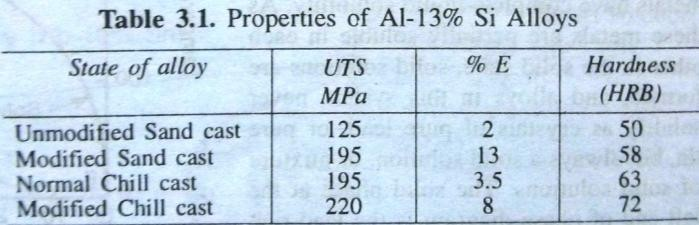 Table 3.1. Properties of Al-13% Si Alloys
State of alloy UTS % E Hardness
MPa (HRB)
Unmodified Sand cast 125 2 50
Modified Sand cast 195 13 58
Normal Chill cast 195 3.5 63
Modified Chill cast 220 8 72